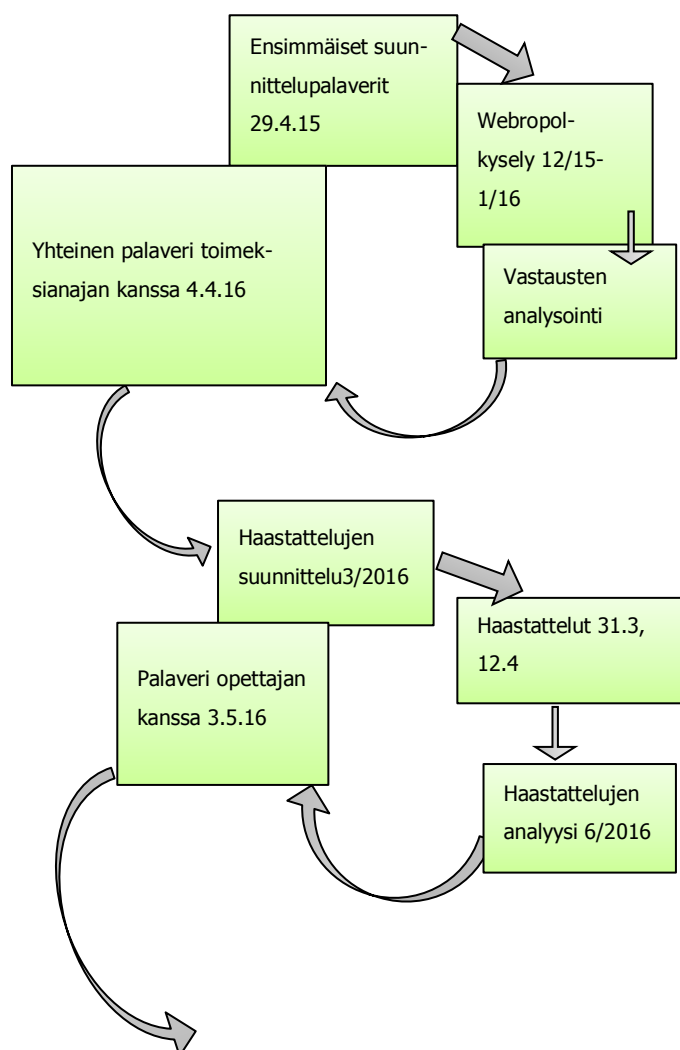 Ensimmäiset suun-
nittelupalaverit
29.4.15
Webropol-
kysely 12/15-
1/16
Vastausten
analysointi
Yhteinen palaveri toimek-
sianajan kanssa 4.4.16
Haastattelujen
suunnittelu3/2016
Haastattelut 31.3,
12.4
Haastattelujen
analyysi 6/2016
Palaveri opettajan
kanssa 3.5.16